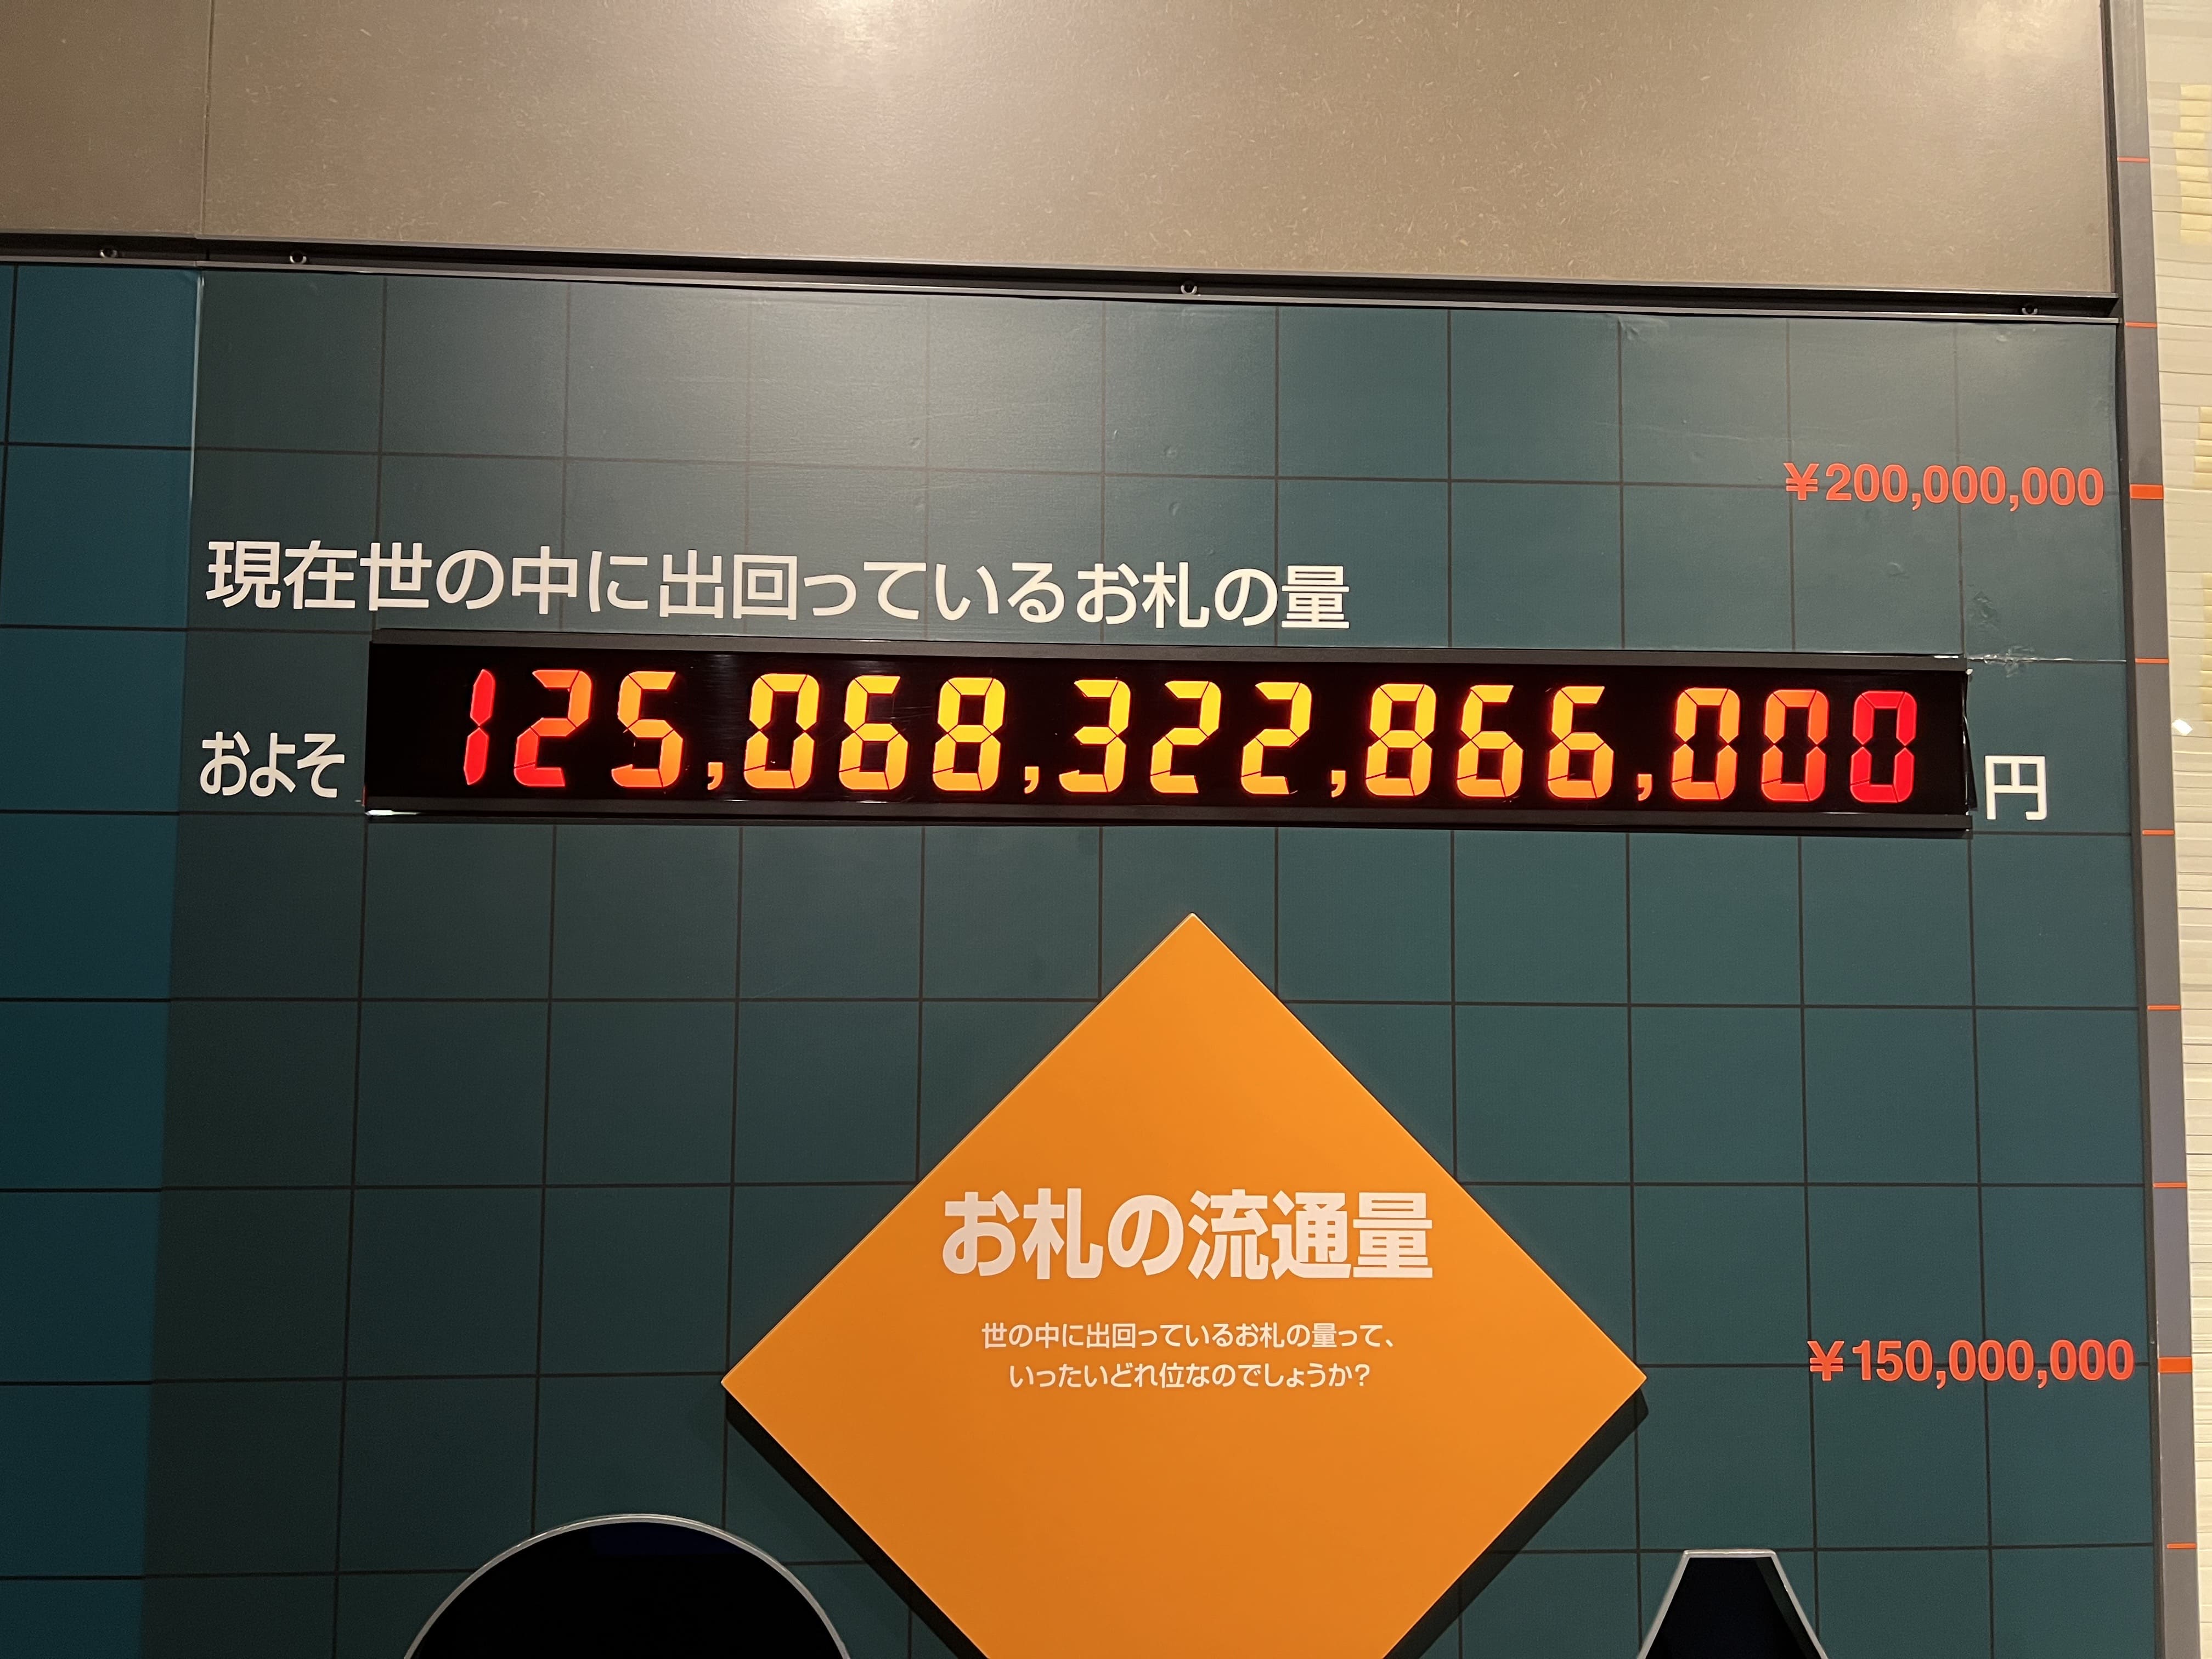 ¥200,000,000
現在世の中に出回っているお札の量
およそ 125,068,322,866,000 円
お札の流通量
世の中に出回っているお札の量って、
いったいどれ位なのでしょうか?
¥150,000,000